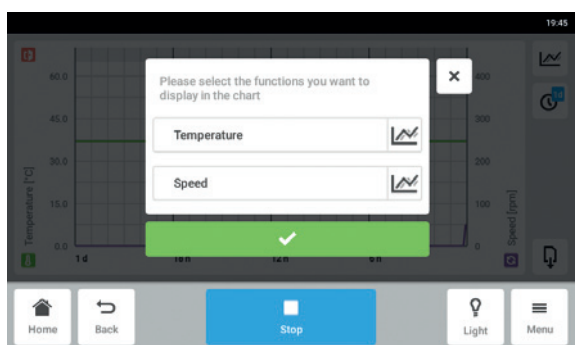 19:45
Please select the functions you want to
display in the chart
Temperature
Speed
60.0
45.0
30.0
15.0
0.0
Temperature [°C]
400
300
200
100
0
Speed [rpm]
1d
1 d
18 h
12 h
6 h
Home
Back
Stop
Light
Menu